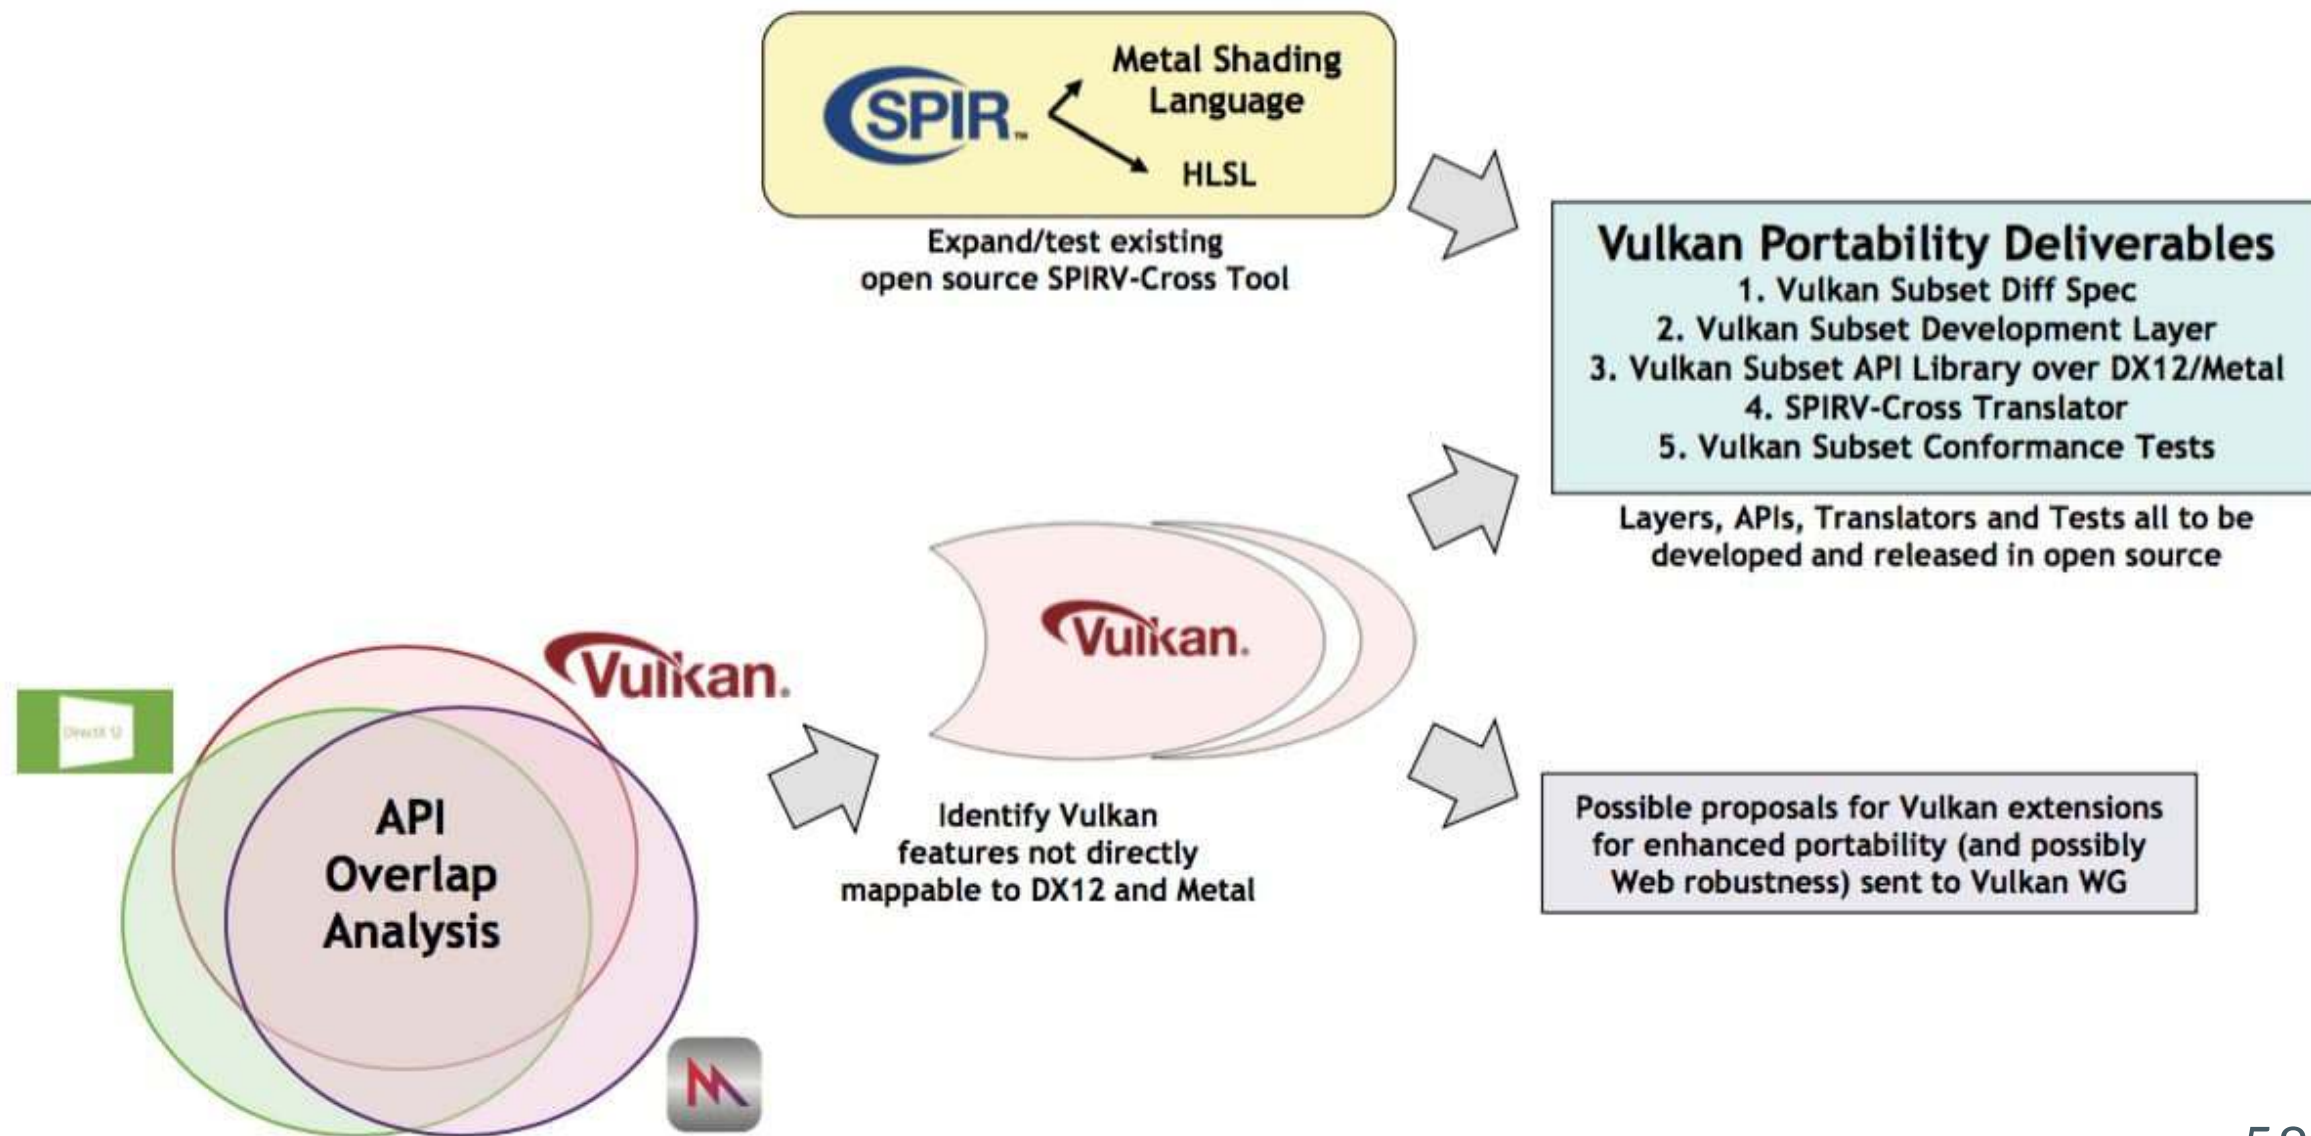 Metal Shading
Language
SPIR™
HLSL
Expand/test existing
open source SPIRV-Cross Tool
Vulkan Portability Deliverables
1. Vulkan Subset Diff Spec
2. Vulkan Subset Development Layer
3. Vulkan Subset API Library over DX12/Metal
4. SPIRV-Cross Translator
5. Vulkan Subset Conformance Tests
Layers, APIs, Translators and Tests all to be
developed and released in open source
Vulkan®
Vulkan®
DirectX 12
API
Overlap
Analysis
Identify Vulkan
features not directly
mappable to DX12 and Metal
Possible proposals for Vulkan extensions
for enhanced portability (and possibly
Web robustness) sent to Vulkan WG